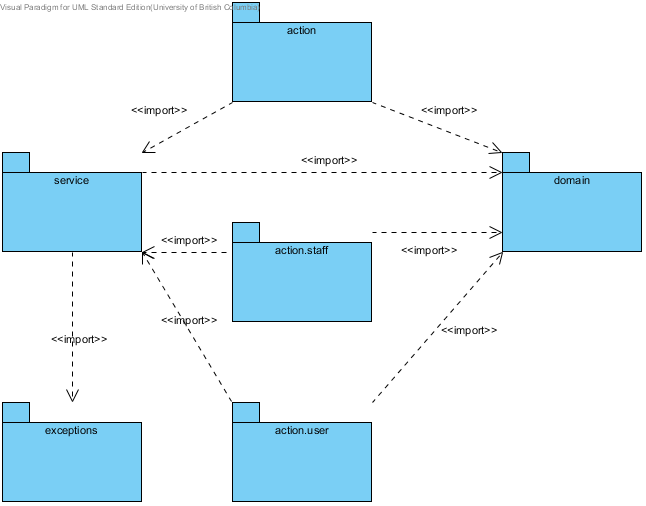 Visual Paradigm for UML Standard Edition(University of British Columbia)
action
<<import>>
<<import>>
<<import>>
service
domain
<<import>>
action.staff
<<import>>
<<import>>
<<import>>
<<import>>
exceptions
action.user